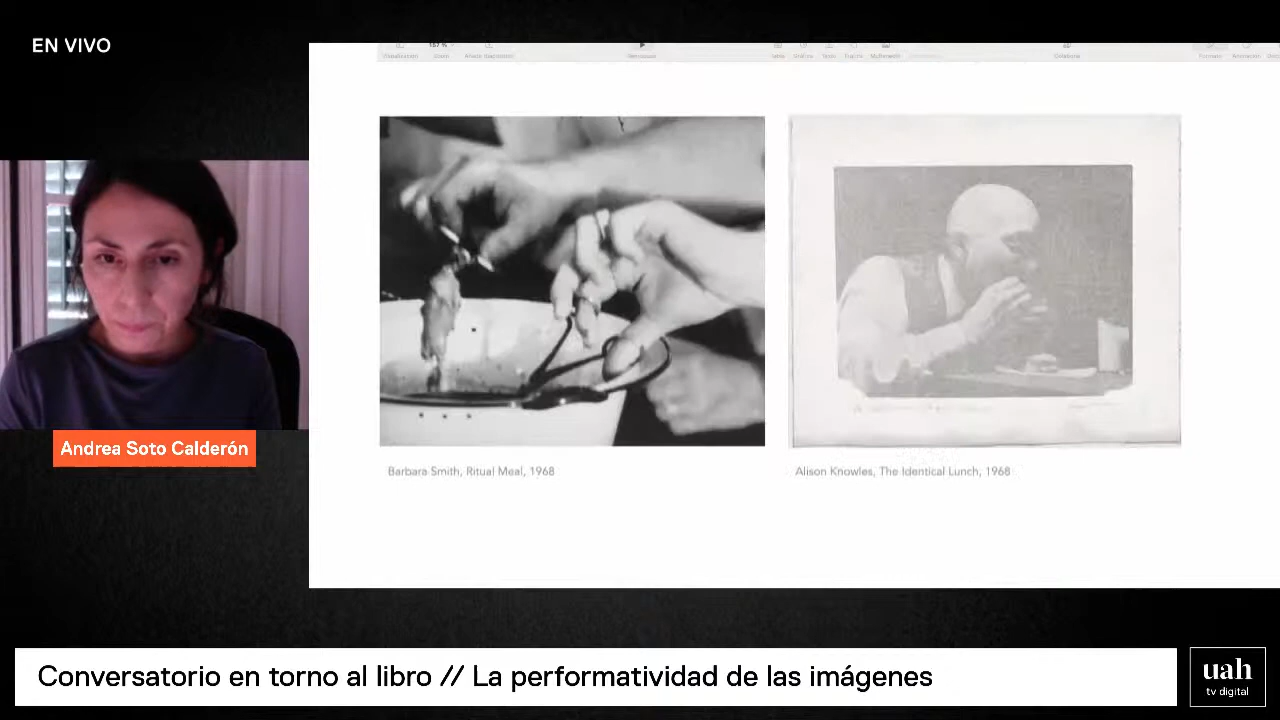 EN VIVO
157 %
Barbara Smith, Ritual Meal, 1968
Alison Knowles, The Identical Lunch, 1968
Andrea Soto Calderón
Conversatorio en torno al libro // La performatividad de las imágenes
uah
tv digital